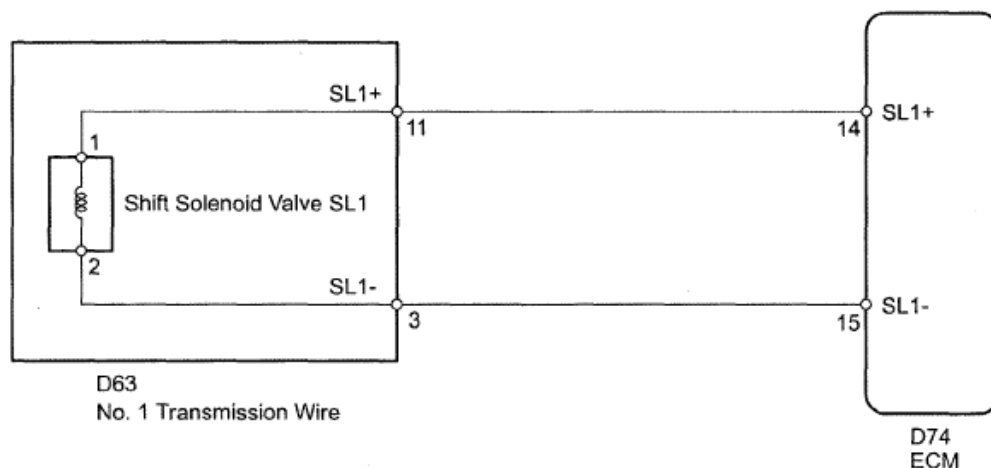 SL1+
11
14
SL1+
1
Shift Solenoid Valve SL1
2
SL1-
3
15
SL1-
D63
No. 1 Transmission Wire
D74
ECM